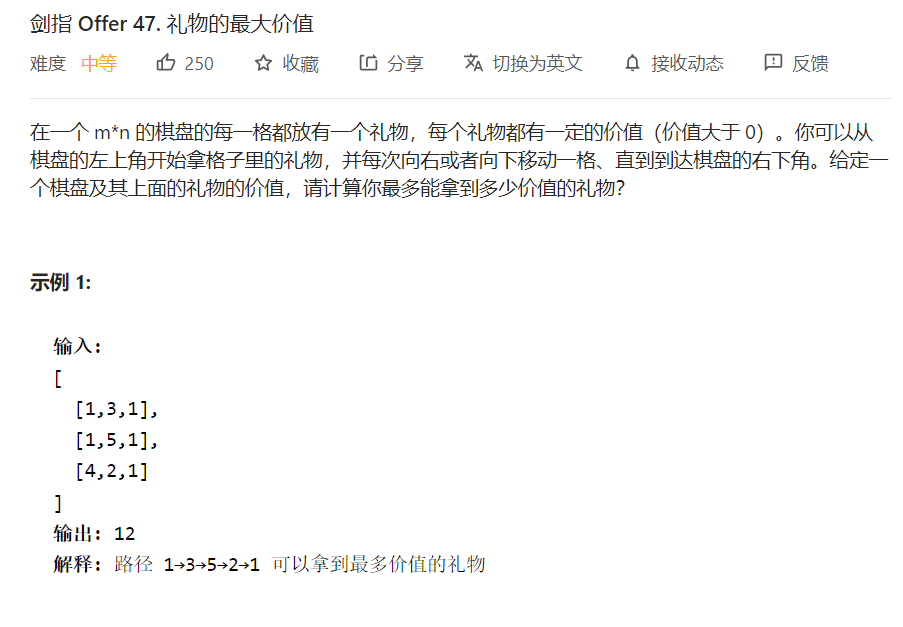 剑指 Offer 47. 礼物的最大价值
难度 中等 250 收藏 分享 切换为英文 接收动态 反馈
在一个 m*n 的棋盘的每一格都放有一个礼物，每个礼物都有一定的价值（价值大于 0）。你可以从
棋盘的左上角开始拿格子里的礼物，并每次向右或者向下移动一格、直到到达棋盘的右下角。给定一
个棋盘及其上面的礼物的价值，请计算你最多能拿到多少价值的礼物？
示例 1:
输入：
[
[1,3,1],
[1,5,1],
[4,2,1]
]
输出： 12
解释： 路径 1→3→5→2→1 可以拿到最多价值的礼物